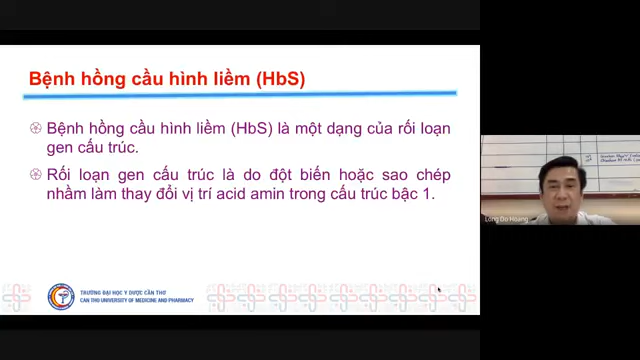 Bệnh hồng cầu hình liềm (HbS)
Bệnh hồng cầu hình liềm (HbS) là một dạng của rối loạn
gen cấu trúc.
Rối loạn gen cấu trúc là do đột biến hoặc sao chép
nhầm làm thay đổi vị trí acid amin trong cấu trúc bậc 1.
TRƯỜNG ĐẠI HỌC Y DƯỢC CẦN THƠ
CAN THO UNIVERSITY OF MEDICINE AND PHARMACY
Long Do Hoang